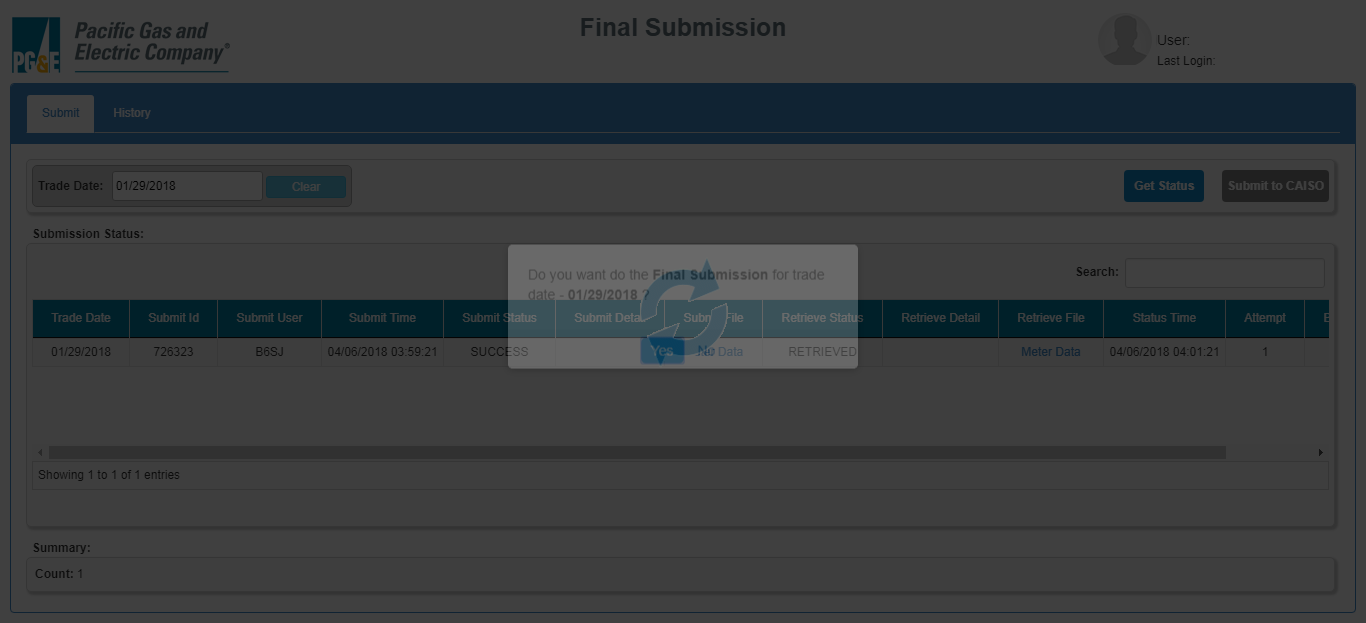 Pacific Gas and
Electric Company®
PG&E
Final Submission
User:
Last Login:
Submit History
Trade Date: 01/29/2018 Clear Get Status Submit to CAISO
Submission Status:
Search:
Do you want do the Final Submission for trade
date - 01/29/2018 ?
Yes No
Trade Date Submit Id Submit User Submit Time Submit Status Submit Detail Submit File Retrieve Status Retrieve Detail Retrieve File Status Time Attempt E
01/29/2018 726323 B6SJ 04/06/2018 03:59:21 SUCCESS Data RETRIEVED Meter Data 04/06/2018 04:01:21 1
Showing 1 to 1 of 1 entries
Summary:
Count: 1